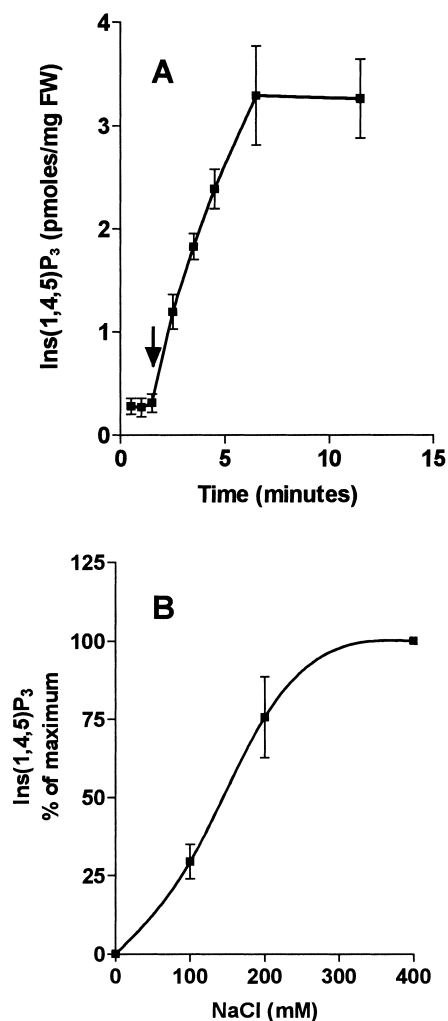 A
4
3
2
1
0
Ins(1,4,5)P₃ (pmoles/mg FW)
0 5 10 15
Time (minutes)
B
125
100
75
50
25
0
Ins(1,4,5)P₃
% of maximum
0 100 200 300 400
NaCl (mM)